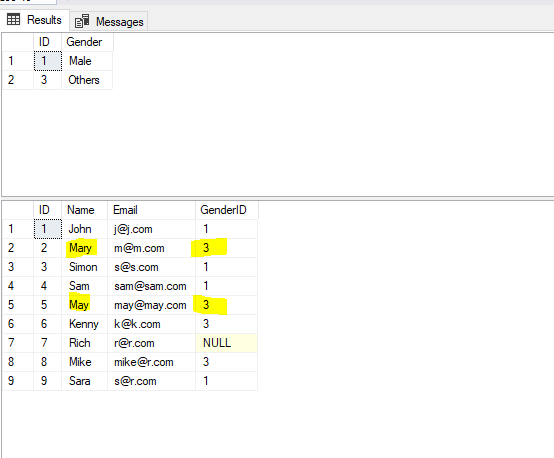 Results Messages
ID Gender
1 1 Male
2 3 Others
ID Name Email GenderID
1 1 John j@j.com 1
2 2 Mary m@m.com 3
3 3 Simon s@s.com 1
4 4 Sam sam@sam.com 1
5 5 May may@may.com 3
6 6 Kenny k@k.com 3
7 7 Rich r@r.com NULL
8 8 Mike mike@r.com 3
9 9 Sara s@r.com 1